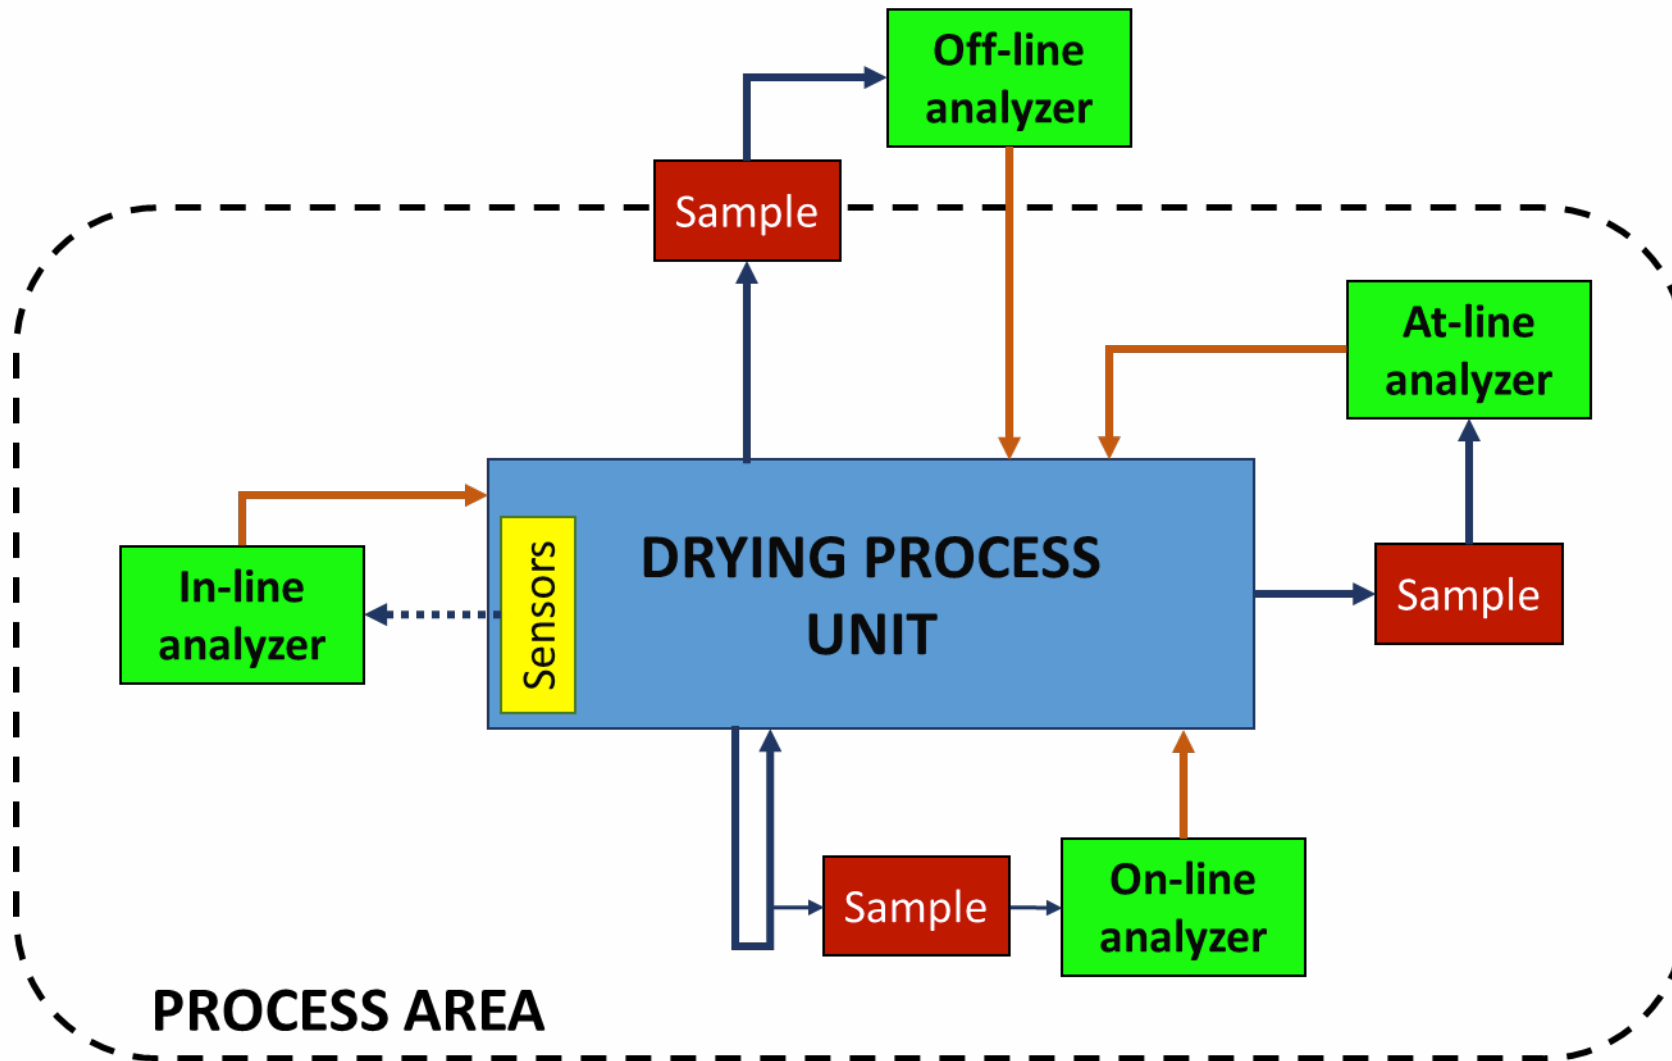 Off-line
analyzer
Sample
At-line
analyzer
In-line
analyzer
Sensors
DRYING PROCESS
UNIT
Sample
Sample
On-line
analyzer
PROCESS AREA